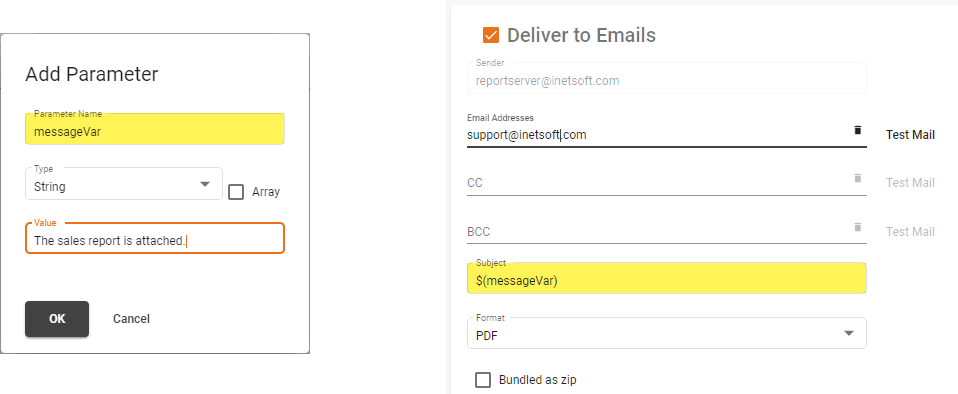 Add Parameter
Parameter Name
messageVar
Type
String
Array
Value
The sales report is attached.
OK
Cancel
Deliver to Emails
Sender
reportserver@inetsoft.com
Email Addresses
support@inetsoft.com
Test Mail
CC
Test Mail
BCC
Test Mail
Subject
$(messageVar)
Format
PDF
Bundled as zip